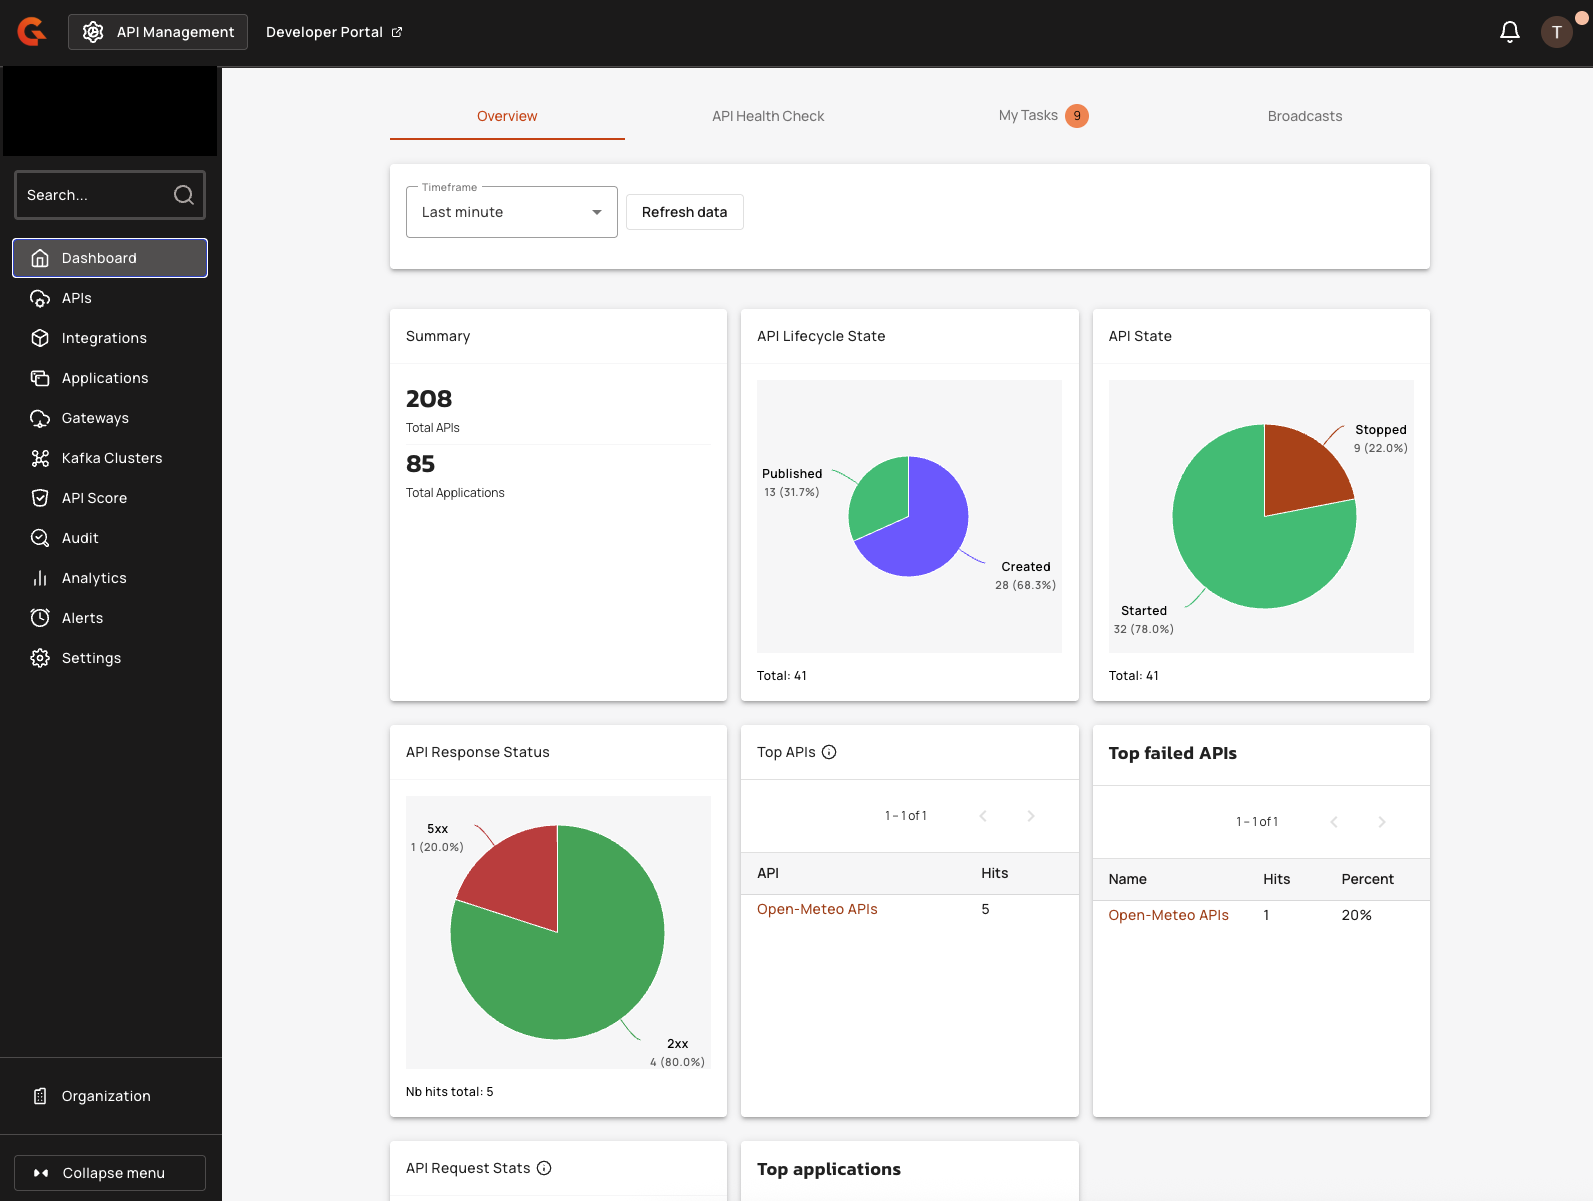 API Management
Developer Portal
T
Search...
Dashboard
APIs
Integrations
Applications
Gateways
Kafka Clusters
API Score
Audit
Analytics
Alerts
Settings
Organization
Collapse menu
Overview
API Health Check
My Tasks 9
Broadcasts
Timeframe
Last minute
Refresh data
Summary
208
Total APIs
85
Total Applications
API Lifecycle State
Published
13 (31.7%)
Created
28 (68.3%)
Total: 41
API State
Stopped
9 (22.0%)
Started
32 (78.0%)
Total: 41
API Response Status
5xx
1 (20.0%)
2xx
4 (80.0%)
Nb hits total: 5
Top APIs
1 – 1 of 1
API Hits
Open-Meteo APIs 5
Top failed APIs
1 – 1 of 1
Name Hits Percent
Open-Meteo APIs 1 20%
API Request Stats
Top applications